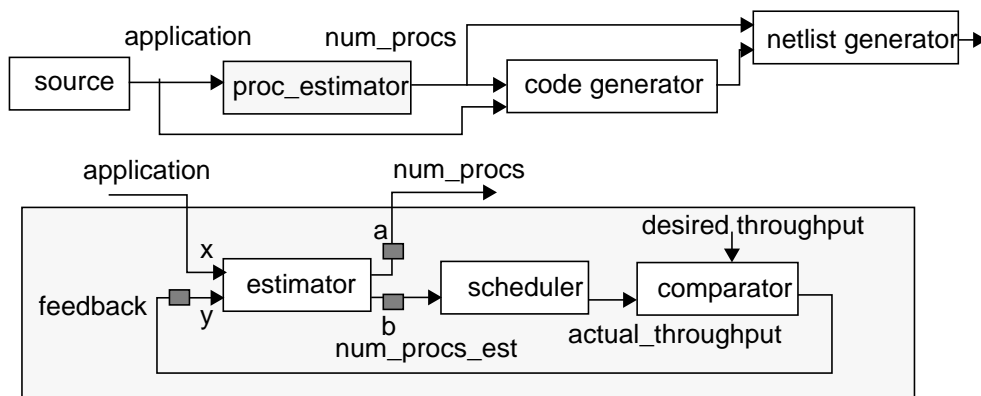 application
num_procs
netlist generator
source
proc_estimator
code generator
application
num_procs
desired throughput
a
x
estimator
scheduler
comparator
feedback
y
b
actual_throughput
num_procs_est